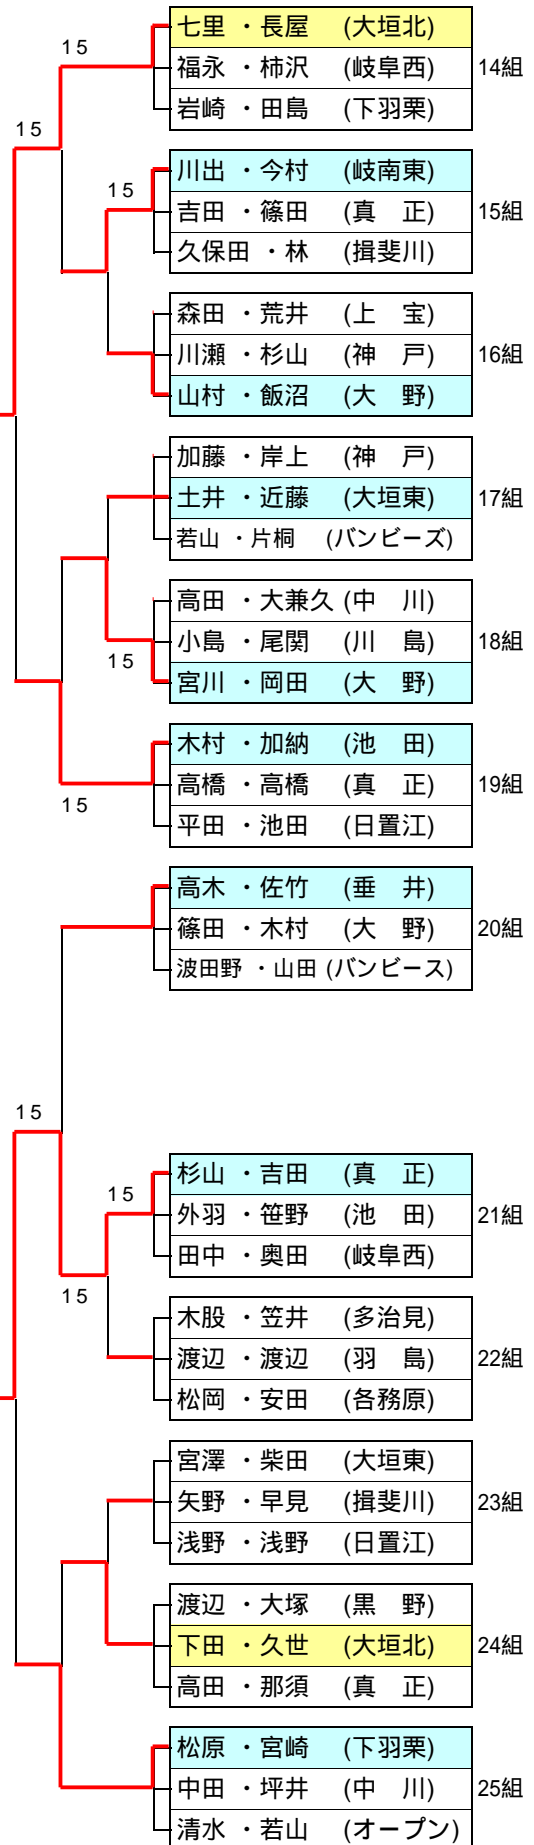 15
七里 ・ 長屋 (大垣北)
福永 ・ 柿沢 (岐阜西)
14組
岩崎 ・ 田島 (下羽栗)
15
川出 ・ 今村 (岐南東)
15
吉田 ・ 篠田 (真 正)
15組
久保田 ・ 林 (揖斐川)
森田 ・ 荒井 (上 宝)
川瀬 ・ 杉山 (神 戸)
16組
山村 ・ 飯沼 (大 野)
加藤 ・ 岸上 (神 戸)
土井 ・ 近藤 (大垣東)
17組
若山 ・ 片桐 (バンビーズ)
高田 ・ 大兼久 (中 川)
小島 ・ 尾関 (川 島)
18組
15
宮川 ・ 岡田 (大 野)
木村 ・ 加納 (池 田)
高橋 ・ 高橋 (真 正)
19組
15
平田 ・ 池田 (日置江)
高木 ・ 佐竹 (垂 井)
篠田 ・ 木村 (大 野)
20組
波田野 ・ 山田 (バンビース)
15
杉山 ・ 吉田 (真 正)
15
外羽 ・ 笹野 (池 田)
21組
田中 ・ 奥田 (岐阜西)
15
木股 ・ 笠井 (多治見)
渡辺 ・ 渡辺 (羽 島)
22組
松岡 ・ 安田 (各務原)
宮澤 ・ 柴田 (大垣東)
矢野 ・ 早見 (揖斐川)
23組
浅野 ・ 浅野 (日置江)
渡辺 ・ 大塚 (黒 野)
下田 ・ 久世 (大垣北)
24組
高田 ・ 那須 (真 正)
松原 ・ 宮崎 (下羽栗)
中田 ・ 坪井 (中 川)
25組
清水 ・ 若山 (オープン)